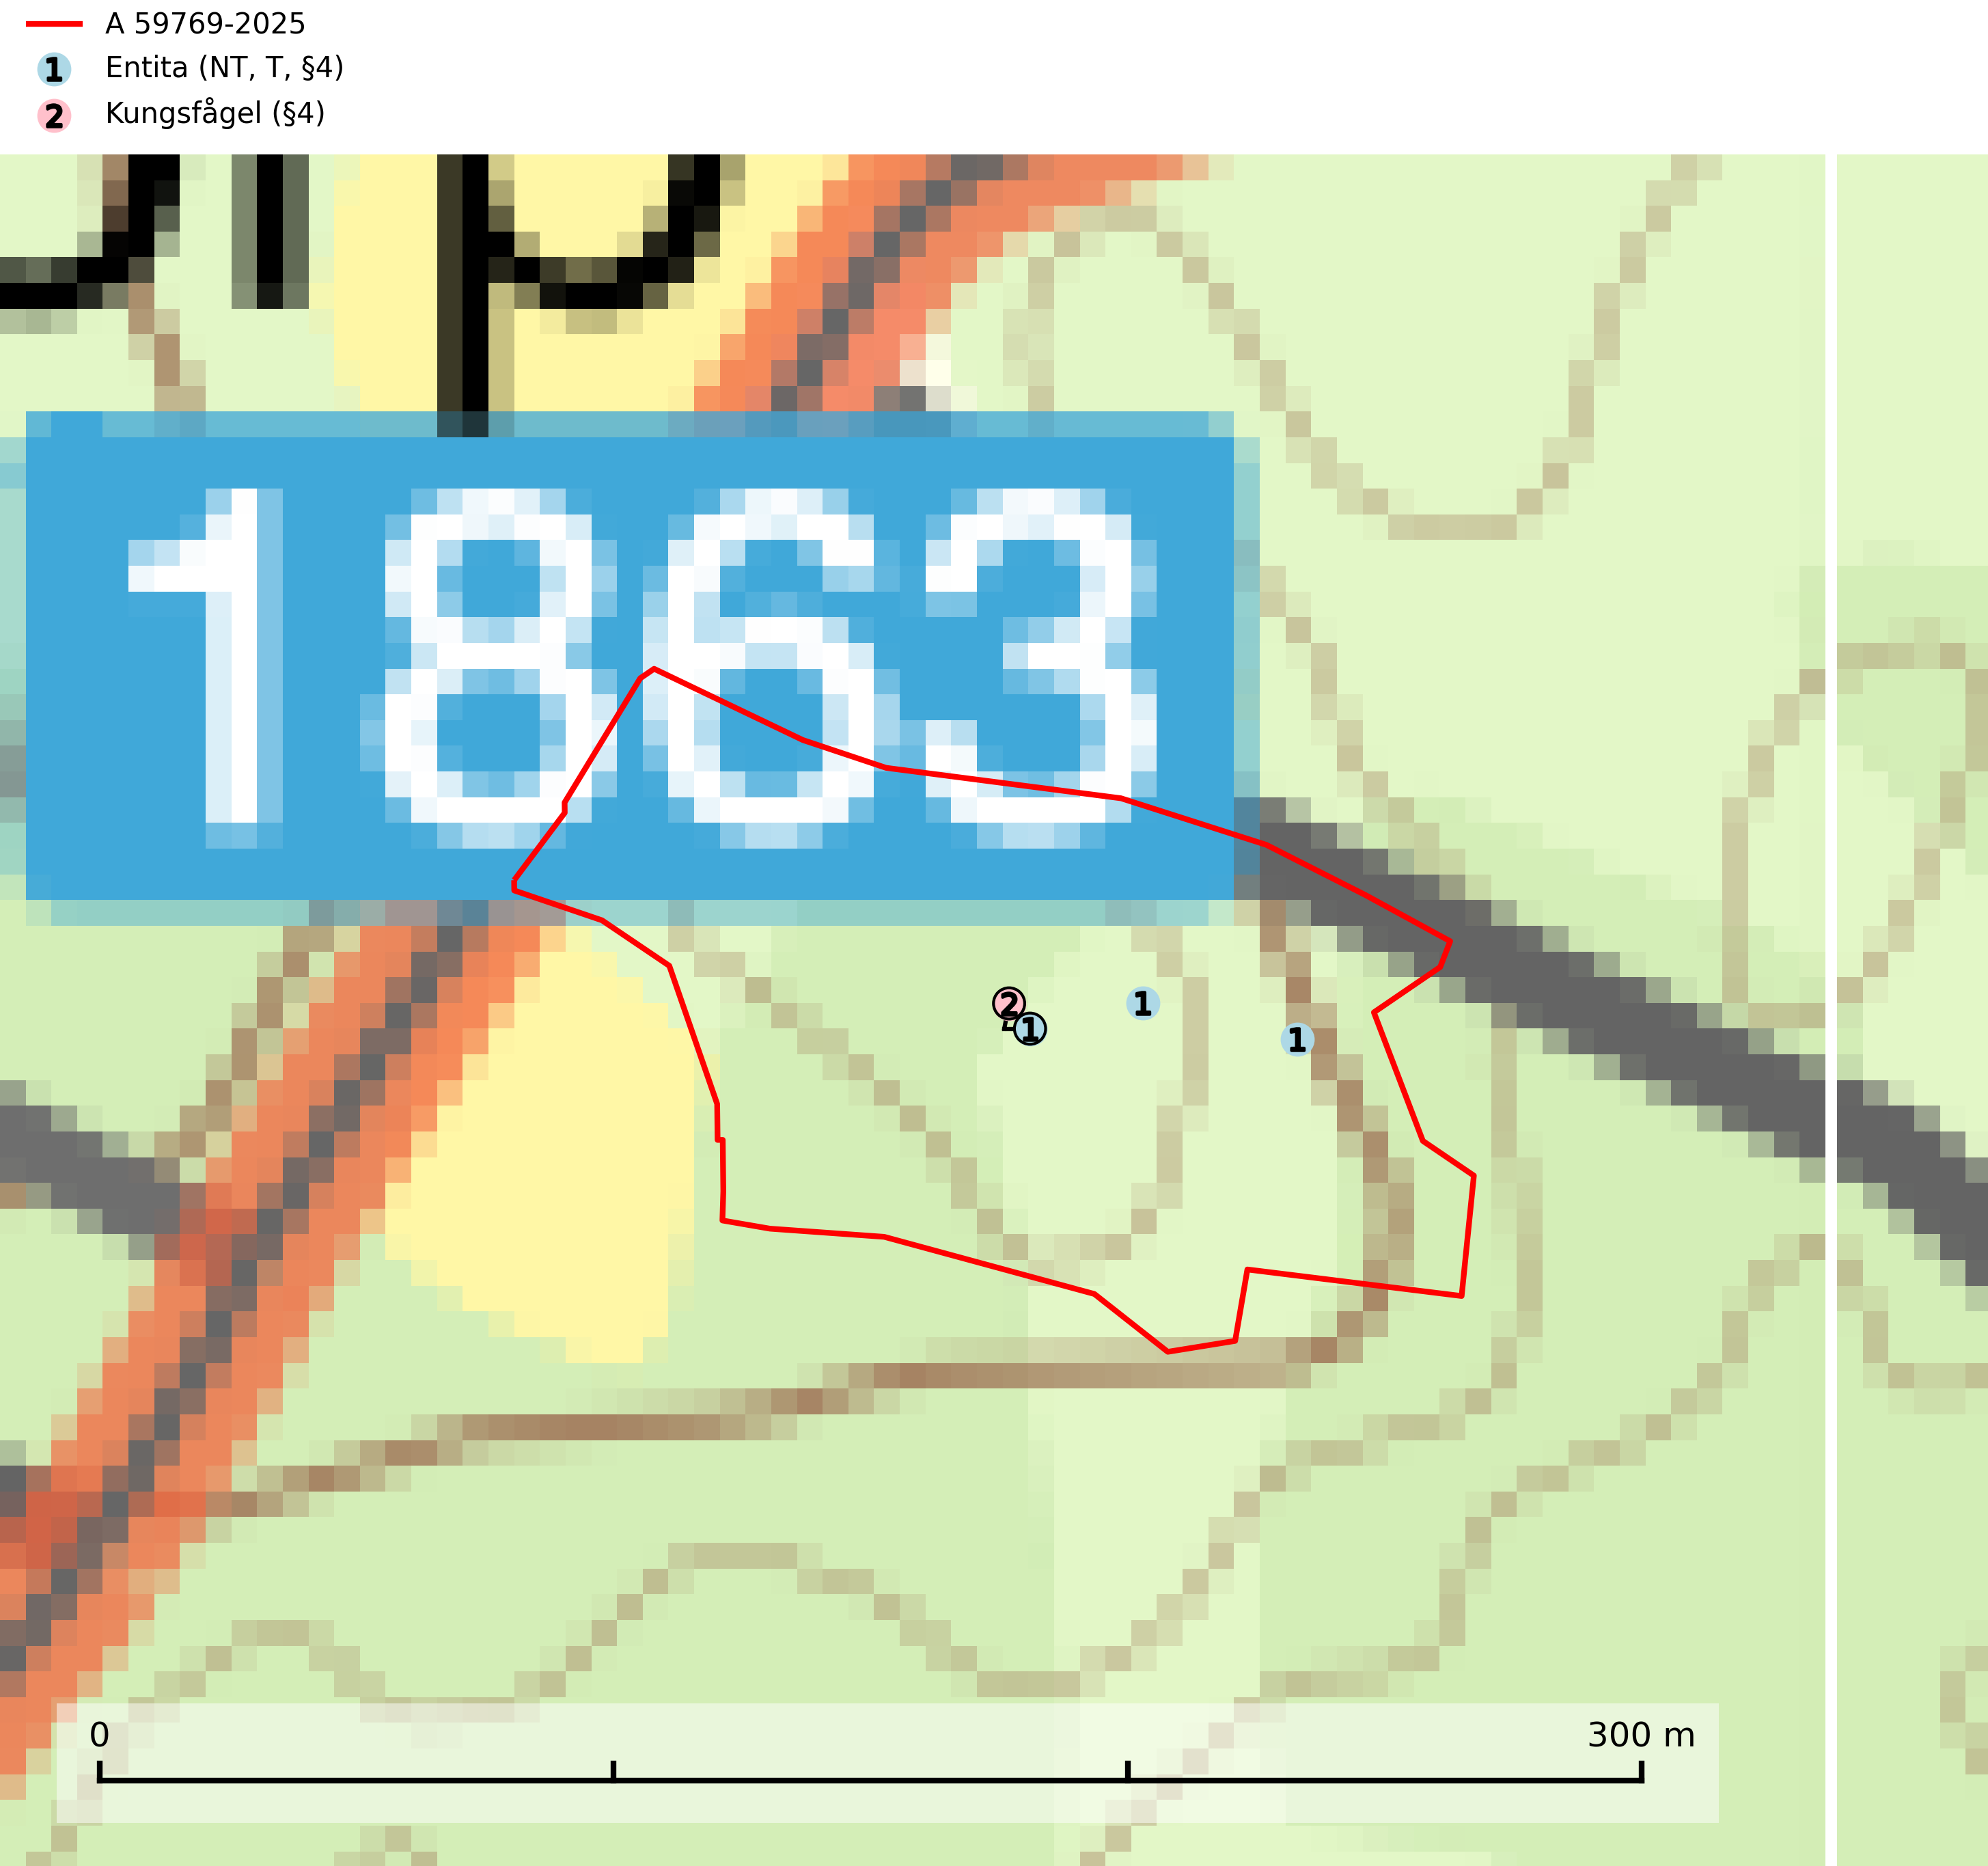 A 59769-2025
1 Entita (NT, T, §4)
2 Kungsfågel (§4)
1863
2 1
1
1
0 300 m